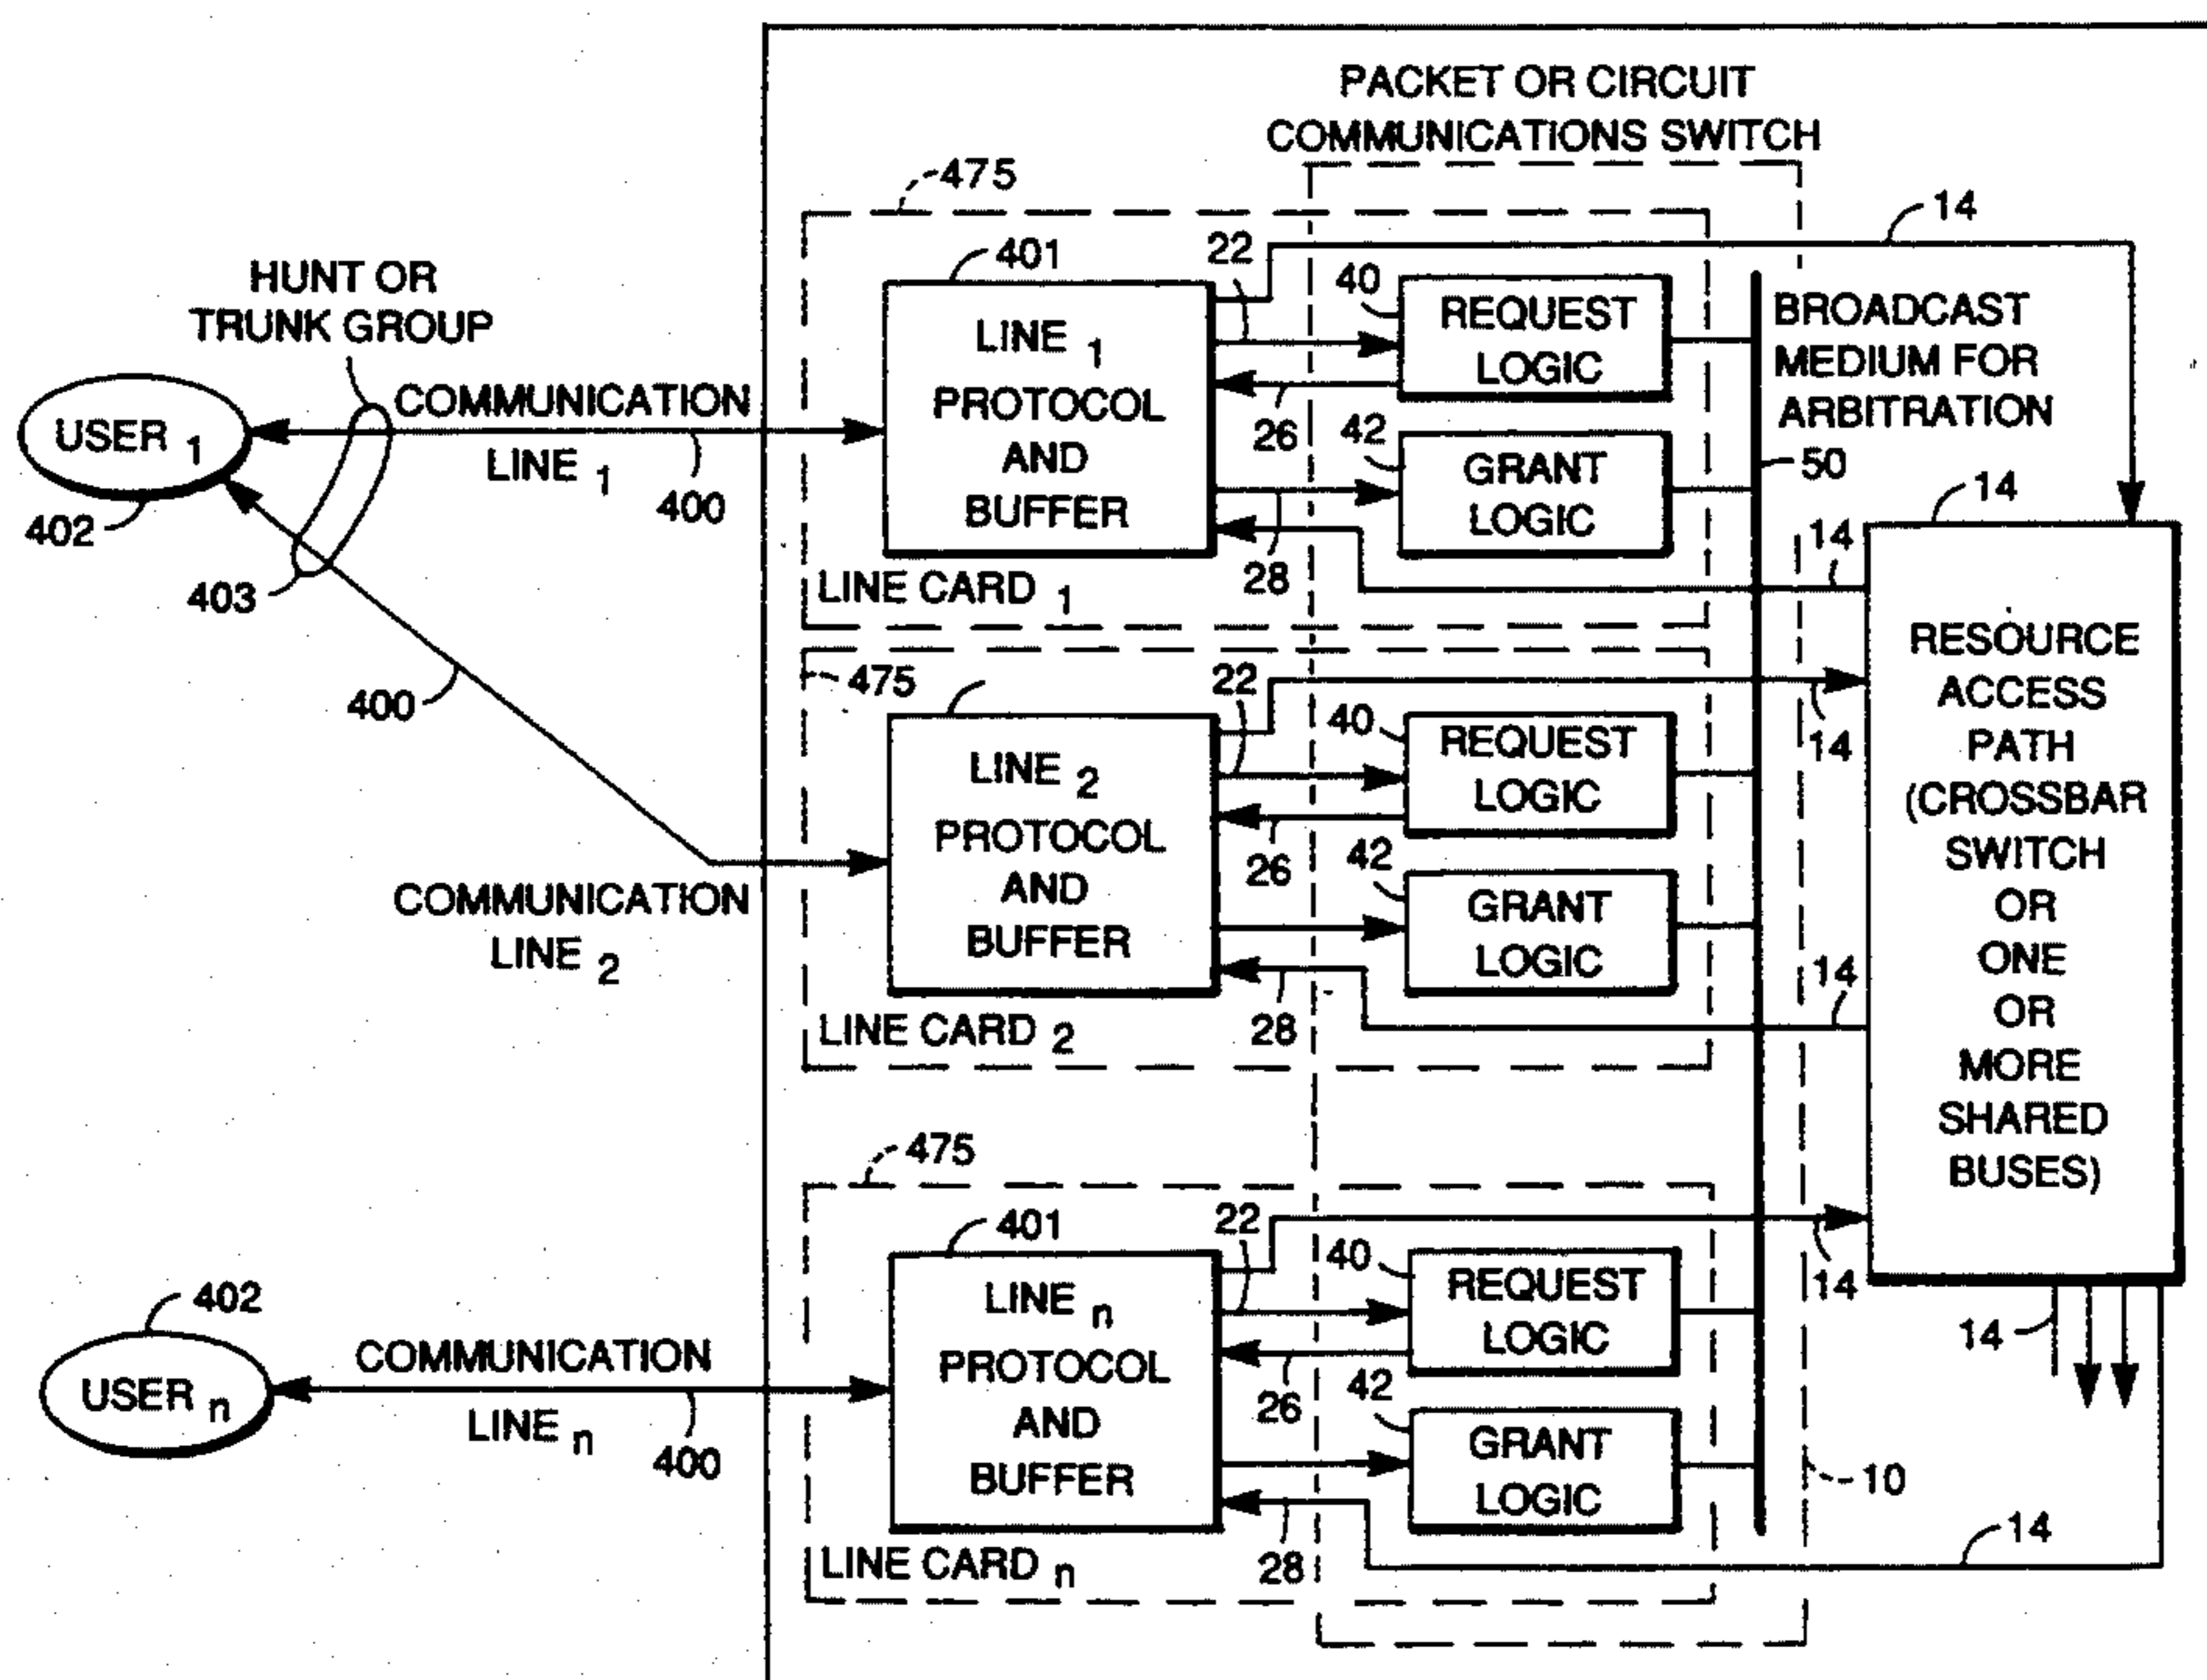 PACKET OR CIRCUIT
COMMUNICATIONS SWITCH
475
14
HUNT OR
TRUNK GROUP
401
22
40
REQUEST
LOGIC
BROADCAST
MEDIUM FOR
ARBITRATION
50
LINE 1
PROTOCOL
AND
BUFFER
26
42
GRANT
LOGIC
28
LINE CARD 1
USER 1
402
COMMUNICATION
LINE 1
400
403
400
14
14
RESOURCE
ACCESS
PATH
(CROSSBAR
SWITCH
OR
ONE
OR
MORE
SHARED
BUSES)
475
22
14
40
REQUEST
LOGIC
LINE 2
PROTOCOL
AND
BUFFER
26
42
GRANT
LOGIC
28
14
LINE CARD 2
COMMUNICATION
LINE 2
475
401
22
40
REQUEST
LOGIC
14
14
LINE n
PROTOCOL
AND
BUFFER
26
42
GRANT
LOGIC
28
10
14
LINE CARD n
402
USER n
COMMUNICATION
LINE n
400